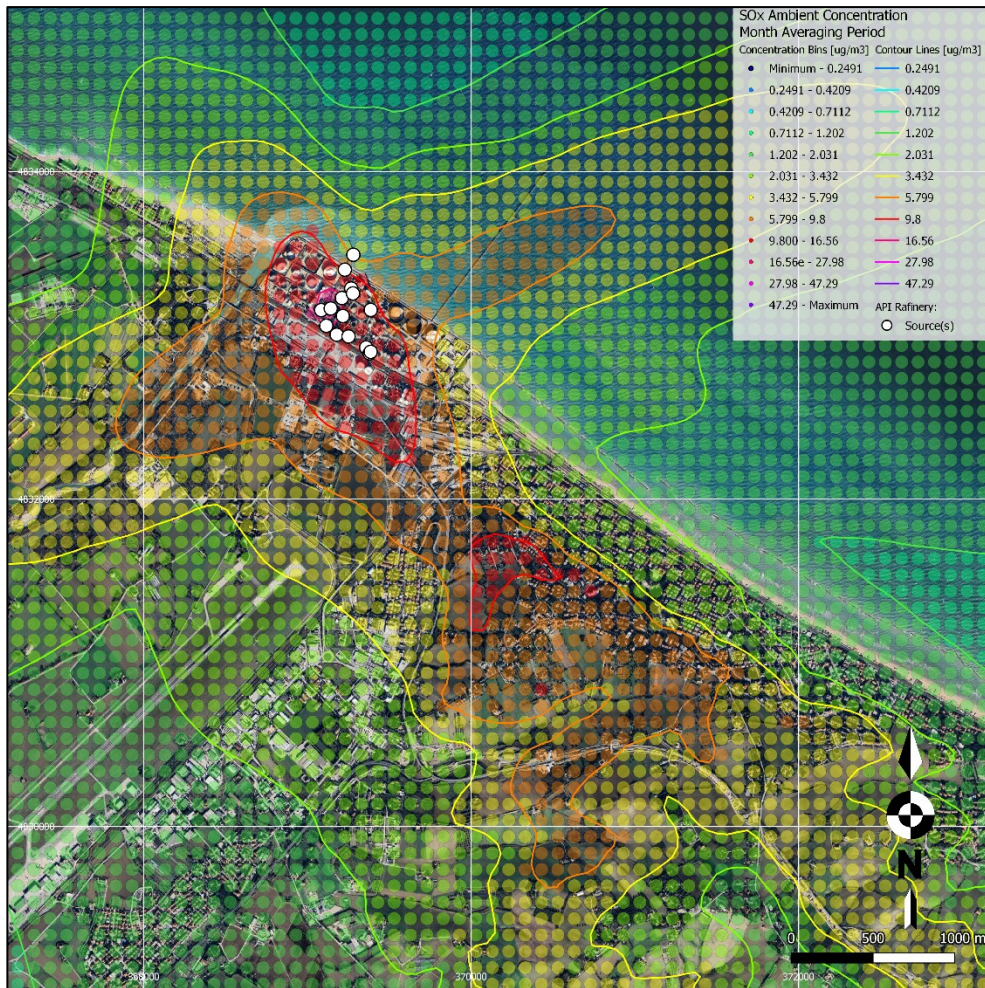 SOx Ambient Concentration
Month Averaging Period
Concentration Bins [ug/m3] Contour Lines [ug/m3]
Minimum - 0.2491 0.2491
0.2491 - 0.4209 0.4209
0.4209 - 0.7112 0.7112
0.7112 - 1.202 1.202
1.202 - 2.031 2.031
2.031 - 3.432 3.432
3.432 - 5.799 5.799
5.799 - 9.8 9.8
9.800 - 16.56 16.56
16.56e - 27.98 27.98
27.98 - 47.29 47.29
47.29 - Maximum API Rafinery:
Source(s)
4834000
4832000
4830000
N
0 500 1000 m
368000 370000 372000